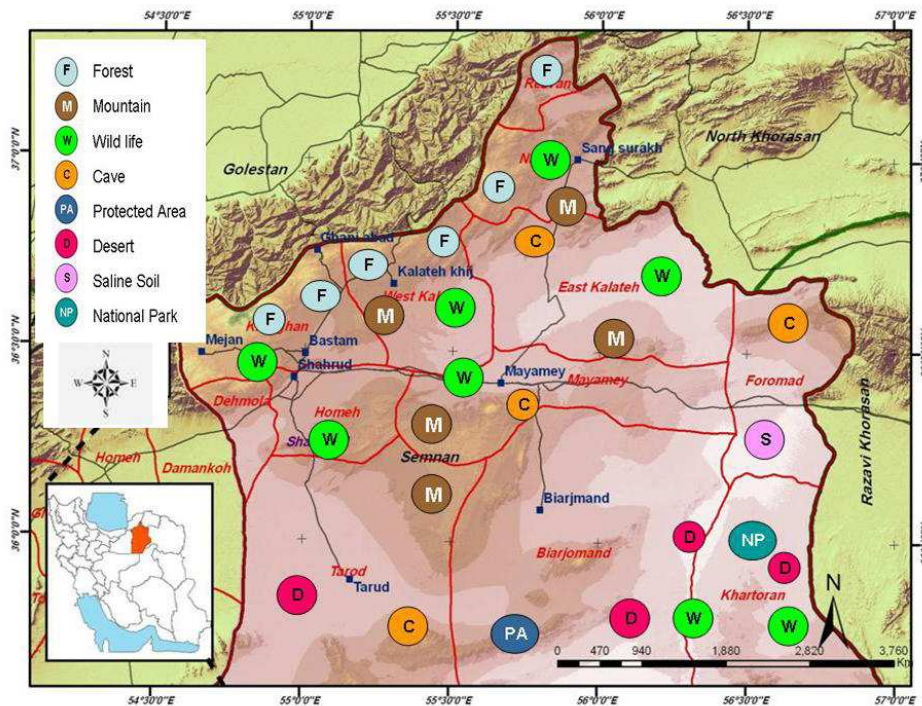 54°30'0"E 55°0'0"E 55°30'0"E 56°0'0"E 56°30'0"E 57°0'0"E
F Forest
M Mountain
W Wild life
C Cave
PA Protected Area
D Desert
S Saline Soil
NP National Park
N
W E
S
Golestan
North Khorasan
Razavi Khorasan
F
W
Sang surakh
F
M
Ghani abad
F
C
F
Kalateh khij
W
East Kalateh
F
M
West Kal
W
C
F
Mejan
Bastam
M
W
Shahrud
W
Mayamey
Mayamey
Foromad
Dehmola
Homeh
C
M
W
S
Semnan
Homeh
Damankoh
M
Biarjmand
D
NP
Biarjomand
D
Tarod
Tarud
D
Khartoran
C
PA
D
W
W
N
0 470 940 1,880 2,820 3,760
54°30'0"E 55°0'0"E 55°30'0"E 56°0'0"E 56°30'0"E 57°0'0"E